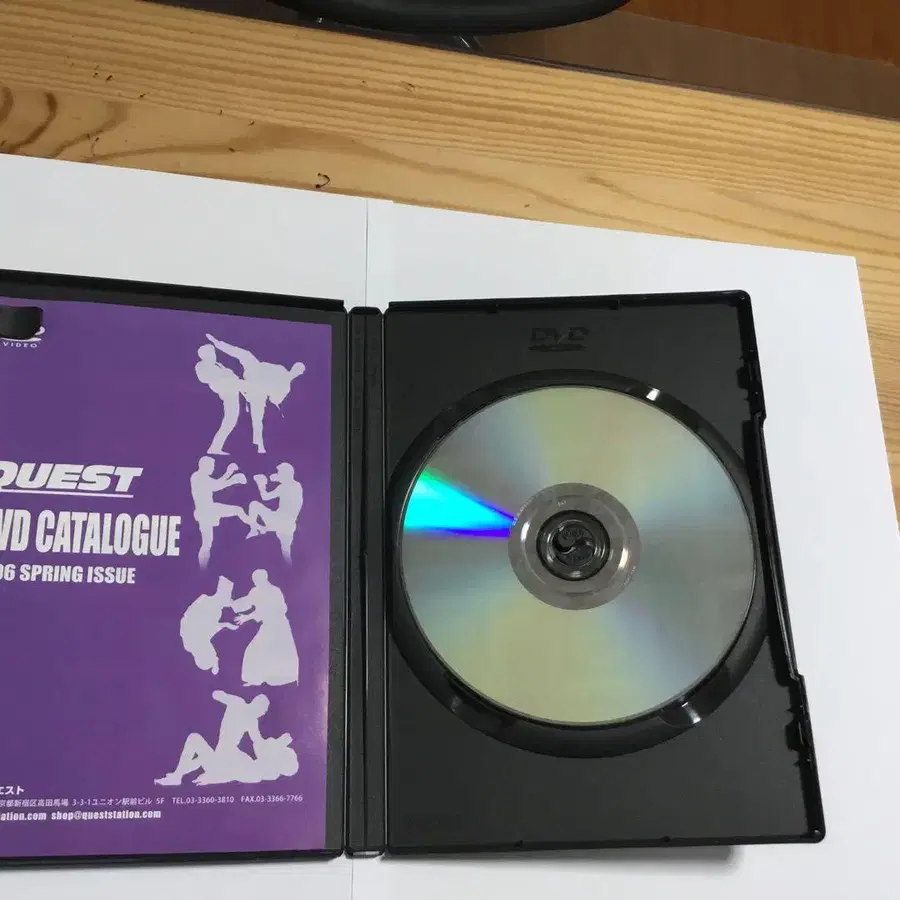 VIDEO
QUEST
VD CATALOGUE
06 SPRING ISSUE
エスト
京都新宿区高田馬場 3-3-1ユニオン駅前ビル 5F TEL.03-3360-3810 FAX.03-3366-7766
tation.com shop@queststation.com
DVD